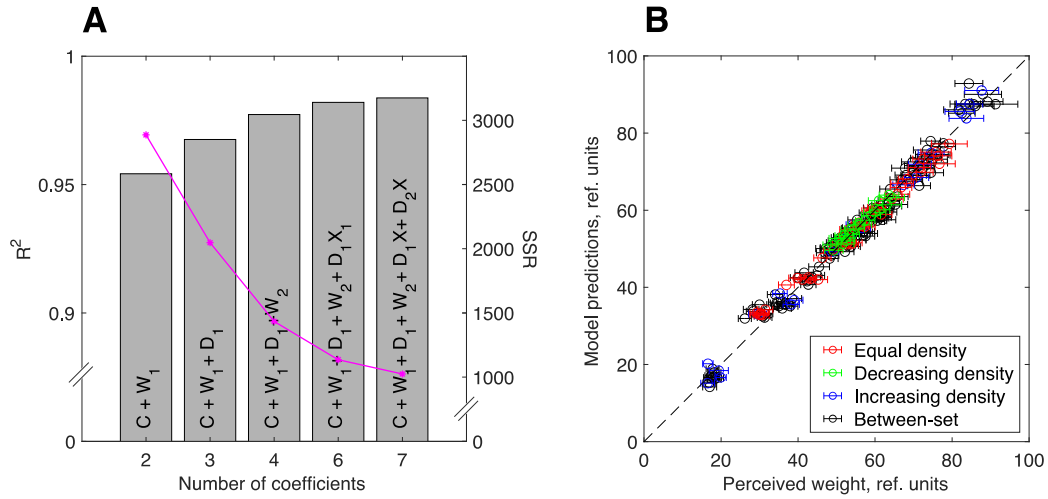 A
R2
1
0.95
0.9
0
C + W1
C + W1 + D1
C + W1 + D1 + W2
C + W1 + D1 + W2 + D1X1
C + W1 + D1 + W2 + D1X + D2X
3000
2500
2000
1500
1000
0
SSR
2 3 4 6 7
Number of coefficients
B
Model predictions, ref. units
100
80
60
40
20
0
Equal density
Decreasing density
Increasing density
Between-set
0 20 40 60 80 100
Perceived weight, ref. units